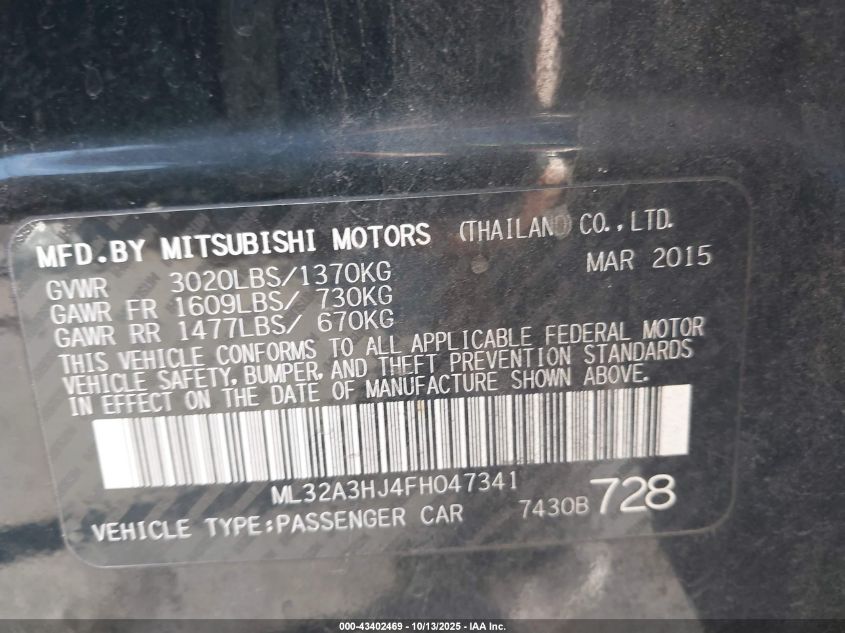 MFD.BY MITSUBISHI MOTORS (THAILAND) CO.,LTD.
MAR 2015
GVWR 3020LBS/1370KG
GAWR FR 1609LBS/ 730KG
GAWR RR 1477LBS/ 670KG
THIS VEHICLE CONFORMS TO ALL APPLICABLE FEDERAL MOTOR
VEHICLE SAFETY, BUMPER, AND THEFT PREVENTION STANDARDS
IN EFFECT ON THE DATE OF MANUFACTURE SHOWN ABOVE.
ML32A3HJ4FH047341
VEHICLE TYPE:PASSENGER CAR 7430B 728
000-43402469 - 10/13/2025 - IAA Inc.